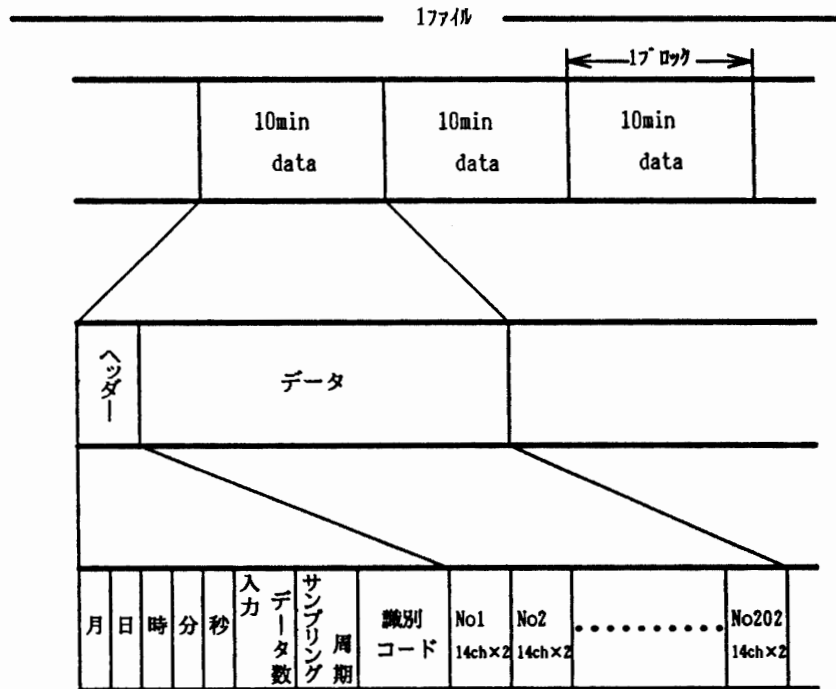 1ファイル
1ブロック
10min
data
10min
data
10min
data
ヘッダー
データ
月
日
時
分
秒
入力
データ数
サンプリング
周期
識別
コード
No1
14ch×2
No2
14ch×2
No202
14ch×2